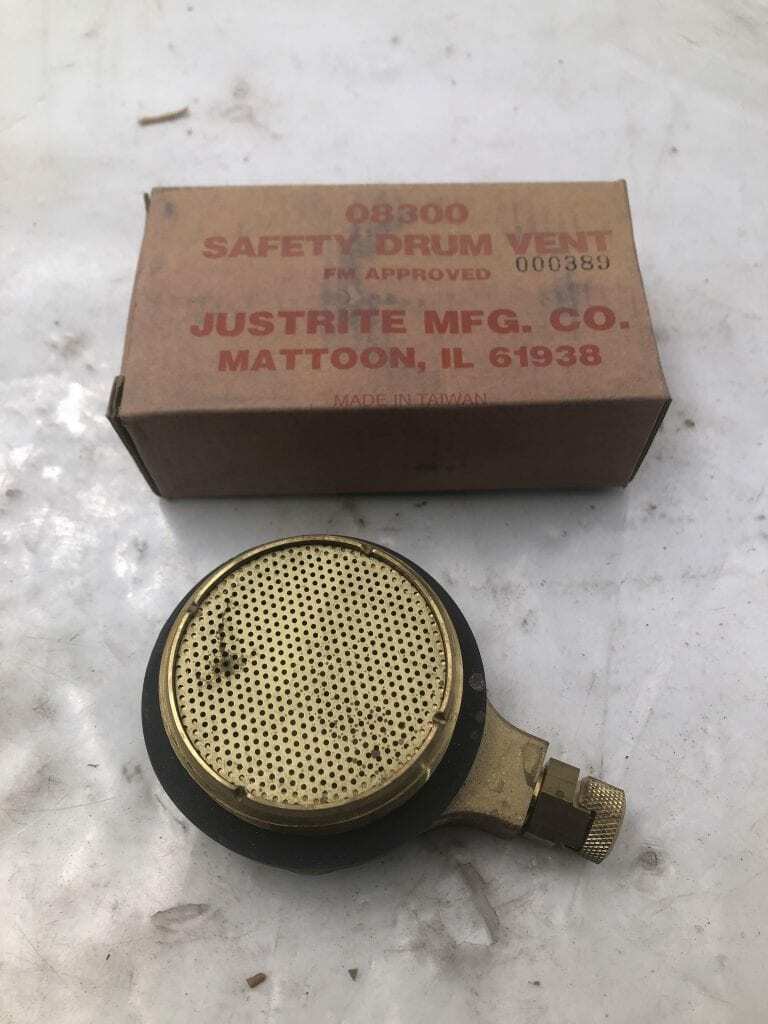 08300
SAFETY DRUM VENT
FM APPROVED 000389
JUSTRITE MFG. CO.
MATTOON, IL 61938
MADE IN TAIWAN